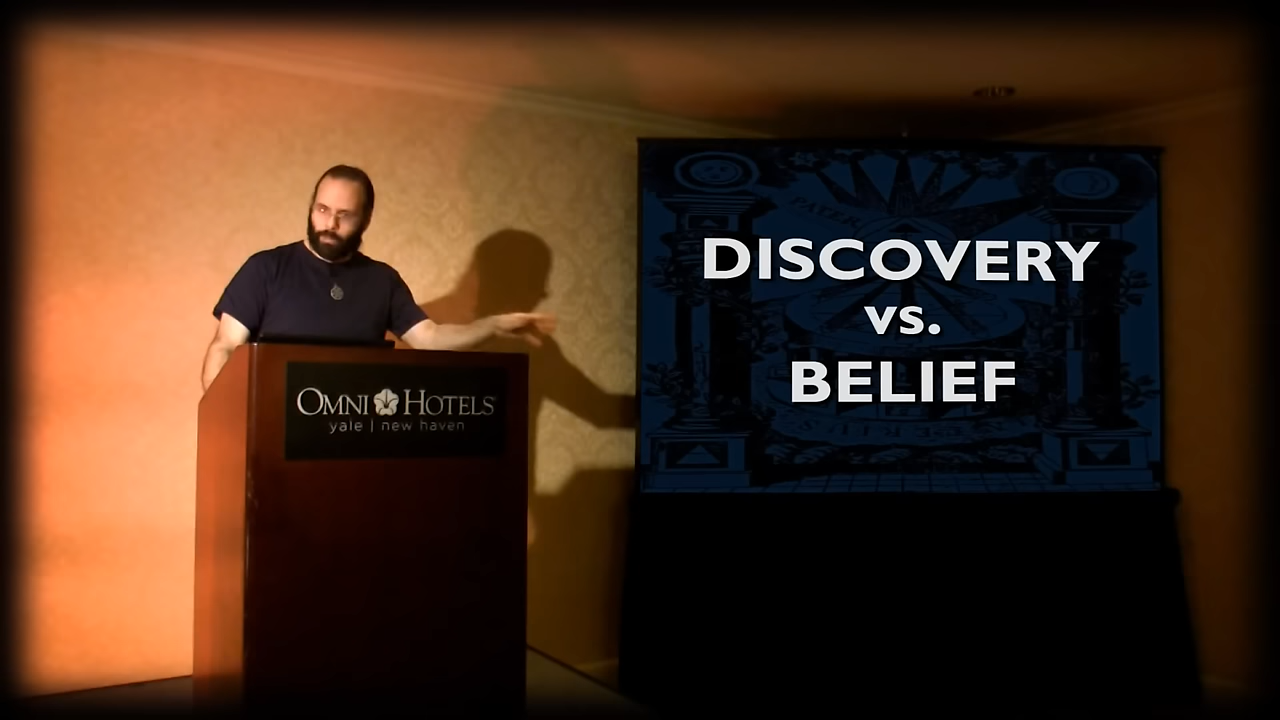 OMNI HOTELS
yale | new haven
DISCOVERY
vs.
BELIEF